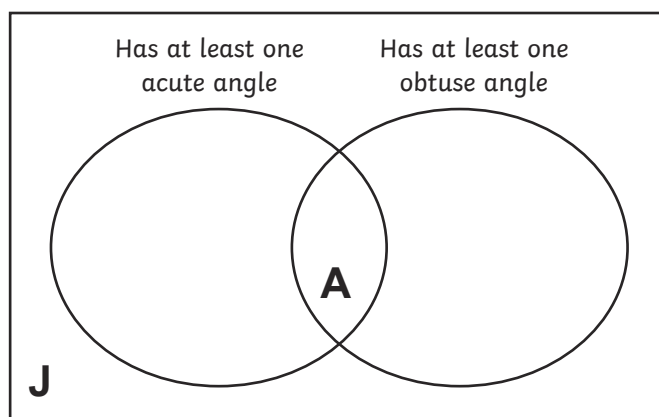 Has at least one
acute angle
Has at least one
obtuse angle
A
J